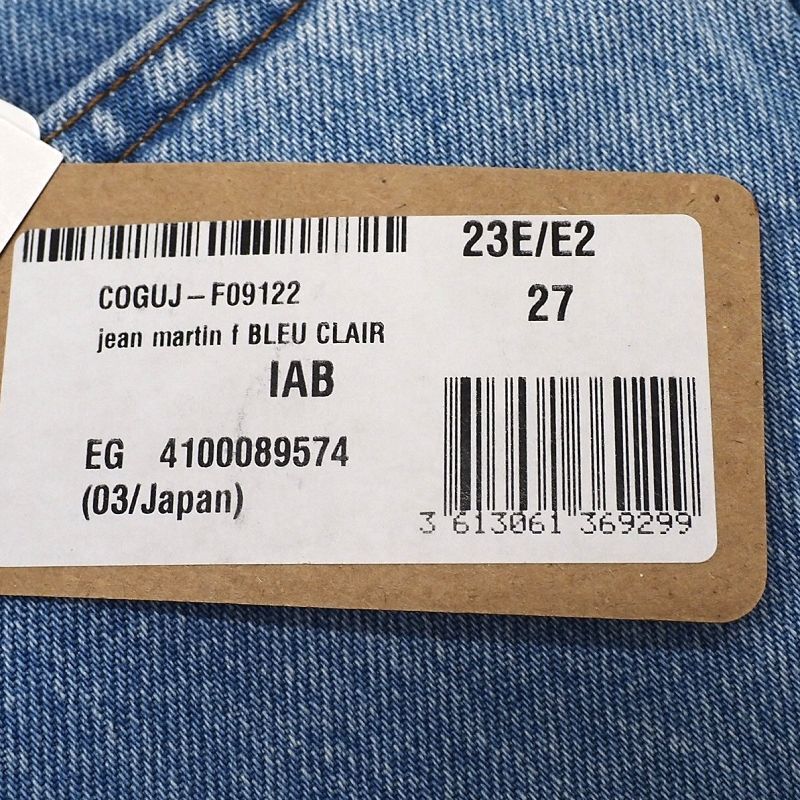 23E/E2
COGUJ-F09122
27
jean martin f BLEU CLAIR
IAB
EG 4100089574
(03/Japan)
3 613061 369299